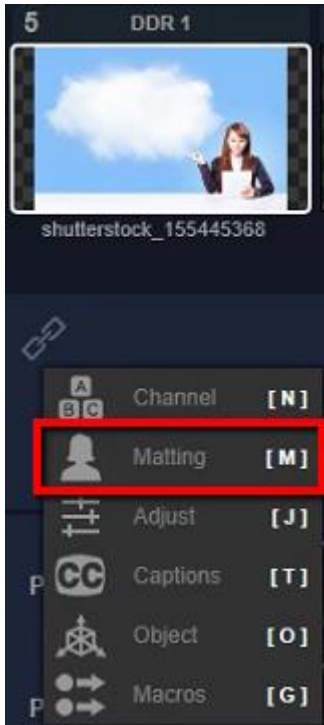 5 DDR 1
shutterstock_155445368
A
B C
Channel [N]
Matting [M]
Adjust [J]
P
CC Captions [T]
Object [O]
P
Macros [G]